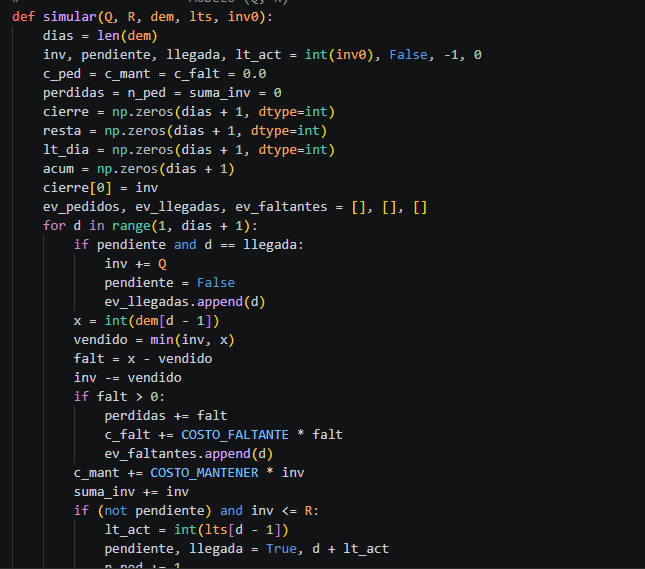 def simular(Q, R, dem, lts, inv0):
    dias = len(dem)
    inv, pendiente, llegada, lt_act = int(inv0), False, -1, 0
    c_ped = c_mant = c_falt = 0.0
    perdidas = n_ped = suma_inv = 0
    cierre = np.zeros(dias + 1, dtype=int)
    resta = np.zeros(dias + 1, dtype=int)
    lt_dia = np.zeros(dias + 1, dtype=int)
    acum = np.zeros(dias + 1)
    cierre[0] = inv
    ev_pedidos, ev_llegadas, ev_faltantes = [], [], []
    for d in range(1, dias + 1):
        if pendiente and d == llegada:
            inv += Q
            pendiente = False
            ev_llegadas.append(d)
        x = int(dem[d - 1])
        vendido = min(inv, x)
        falt = x - vendido
        inv -= vendido
        if falt > 0:
            perdidas += falt
            c_falt += COSTO_FALTANTE * falt
            ev_faltantes.append(d)
        c_mant += COSTO_MANTENER * inv
        suma_inv += inv
        if (not pendiente) and inv <= R:
            lt_act = int(lts[d - 1])
            pendiente, llegada = True, d + lt_act
            n_ped += 1